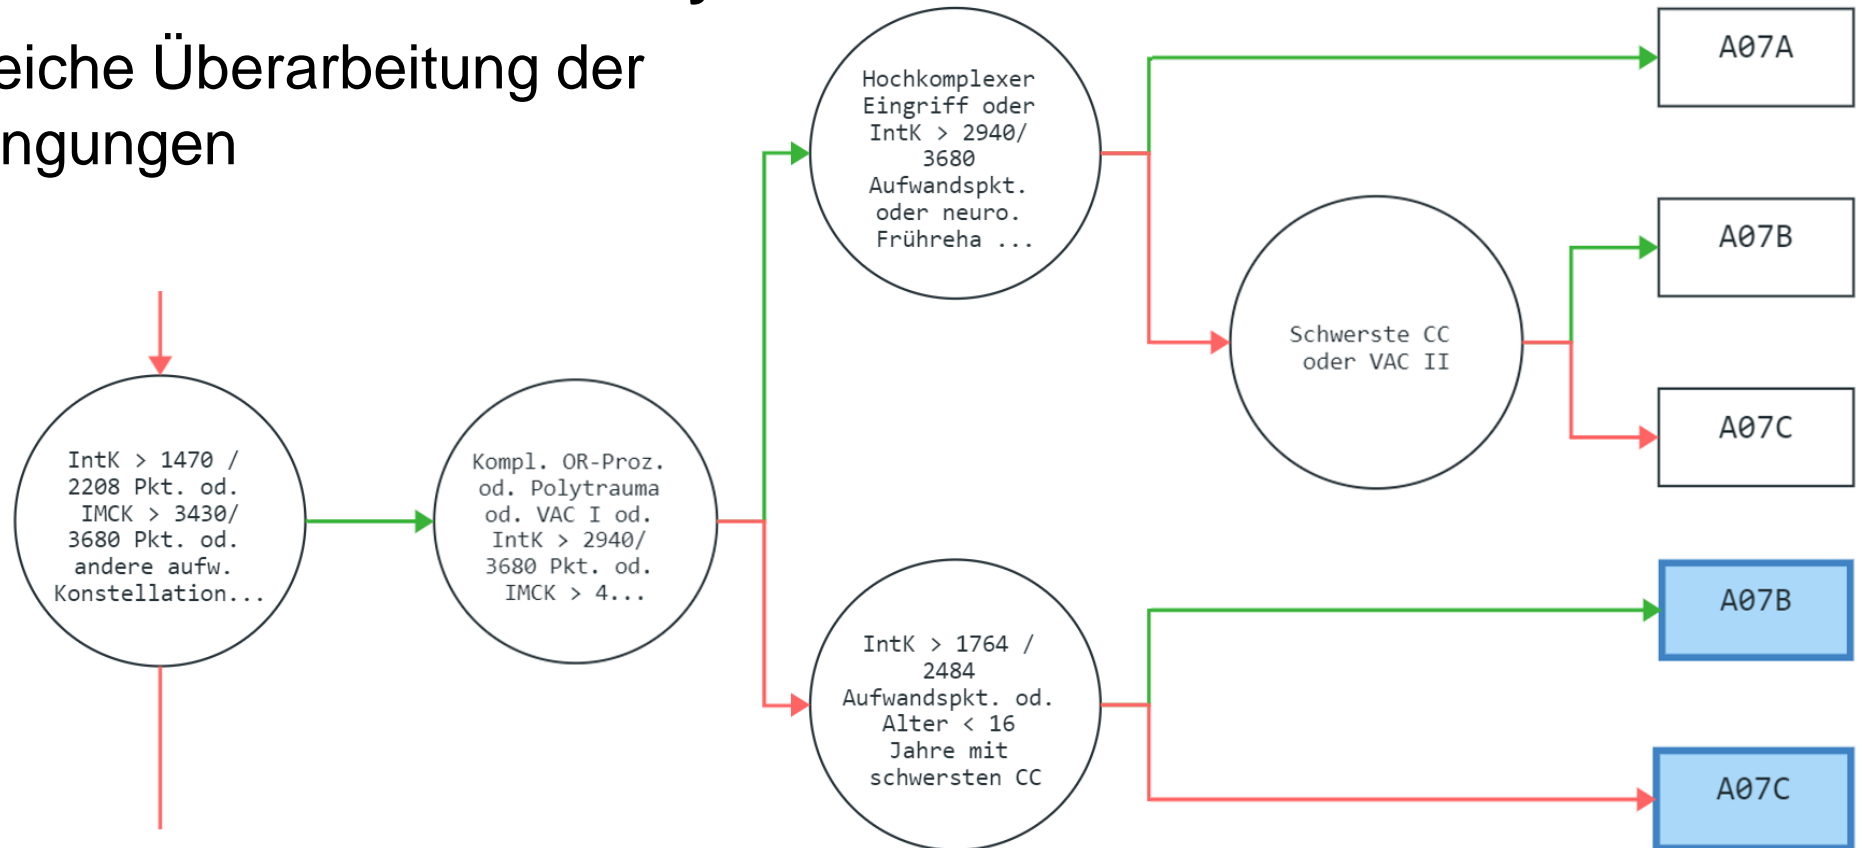 eiche Überarbeitung der
ngungen
IntK > 1470 /
2208 Pkt. od.
IMCK > 3430/
3680 Pkt. od.
andere aufw.
Konstellation...
Kompl. OR-Proz.
od. Polytrauma
od. VAC I od.
IntK > 2940/
3680 Pkt. od.
IMCK > 4...
Hochkomplexer
Eingriff oder
IntK > 2940/
3680
Aufwandspkt.
oder neuro.
Frühreha ...
Schwerste CC
oder VAC II
IntK > 1764 /
2484
Aufwandspkt. od.
Alter < 16
Jahre mit
schwersten CC
A07A
A07B
A07C
A07B
A07C